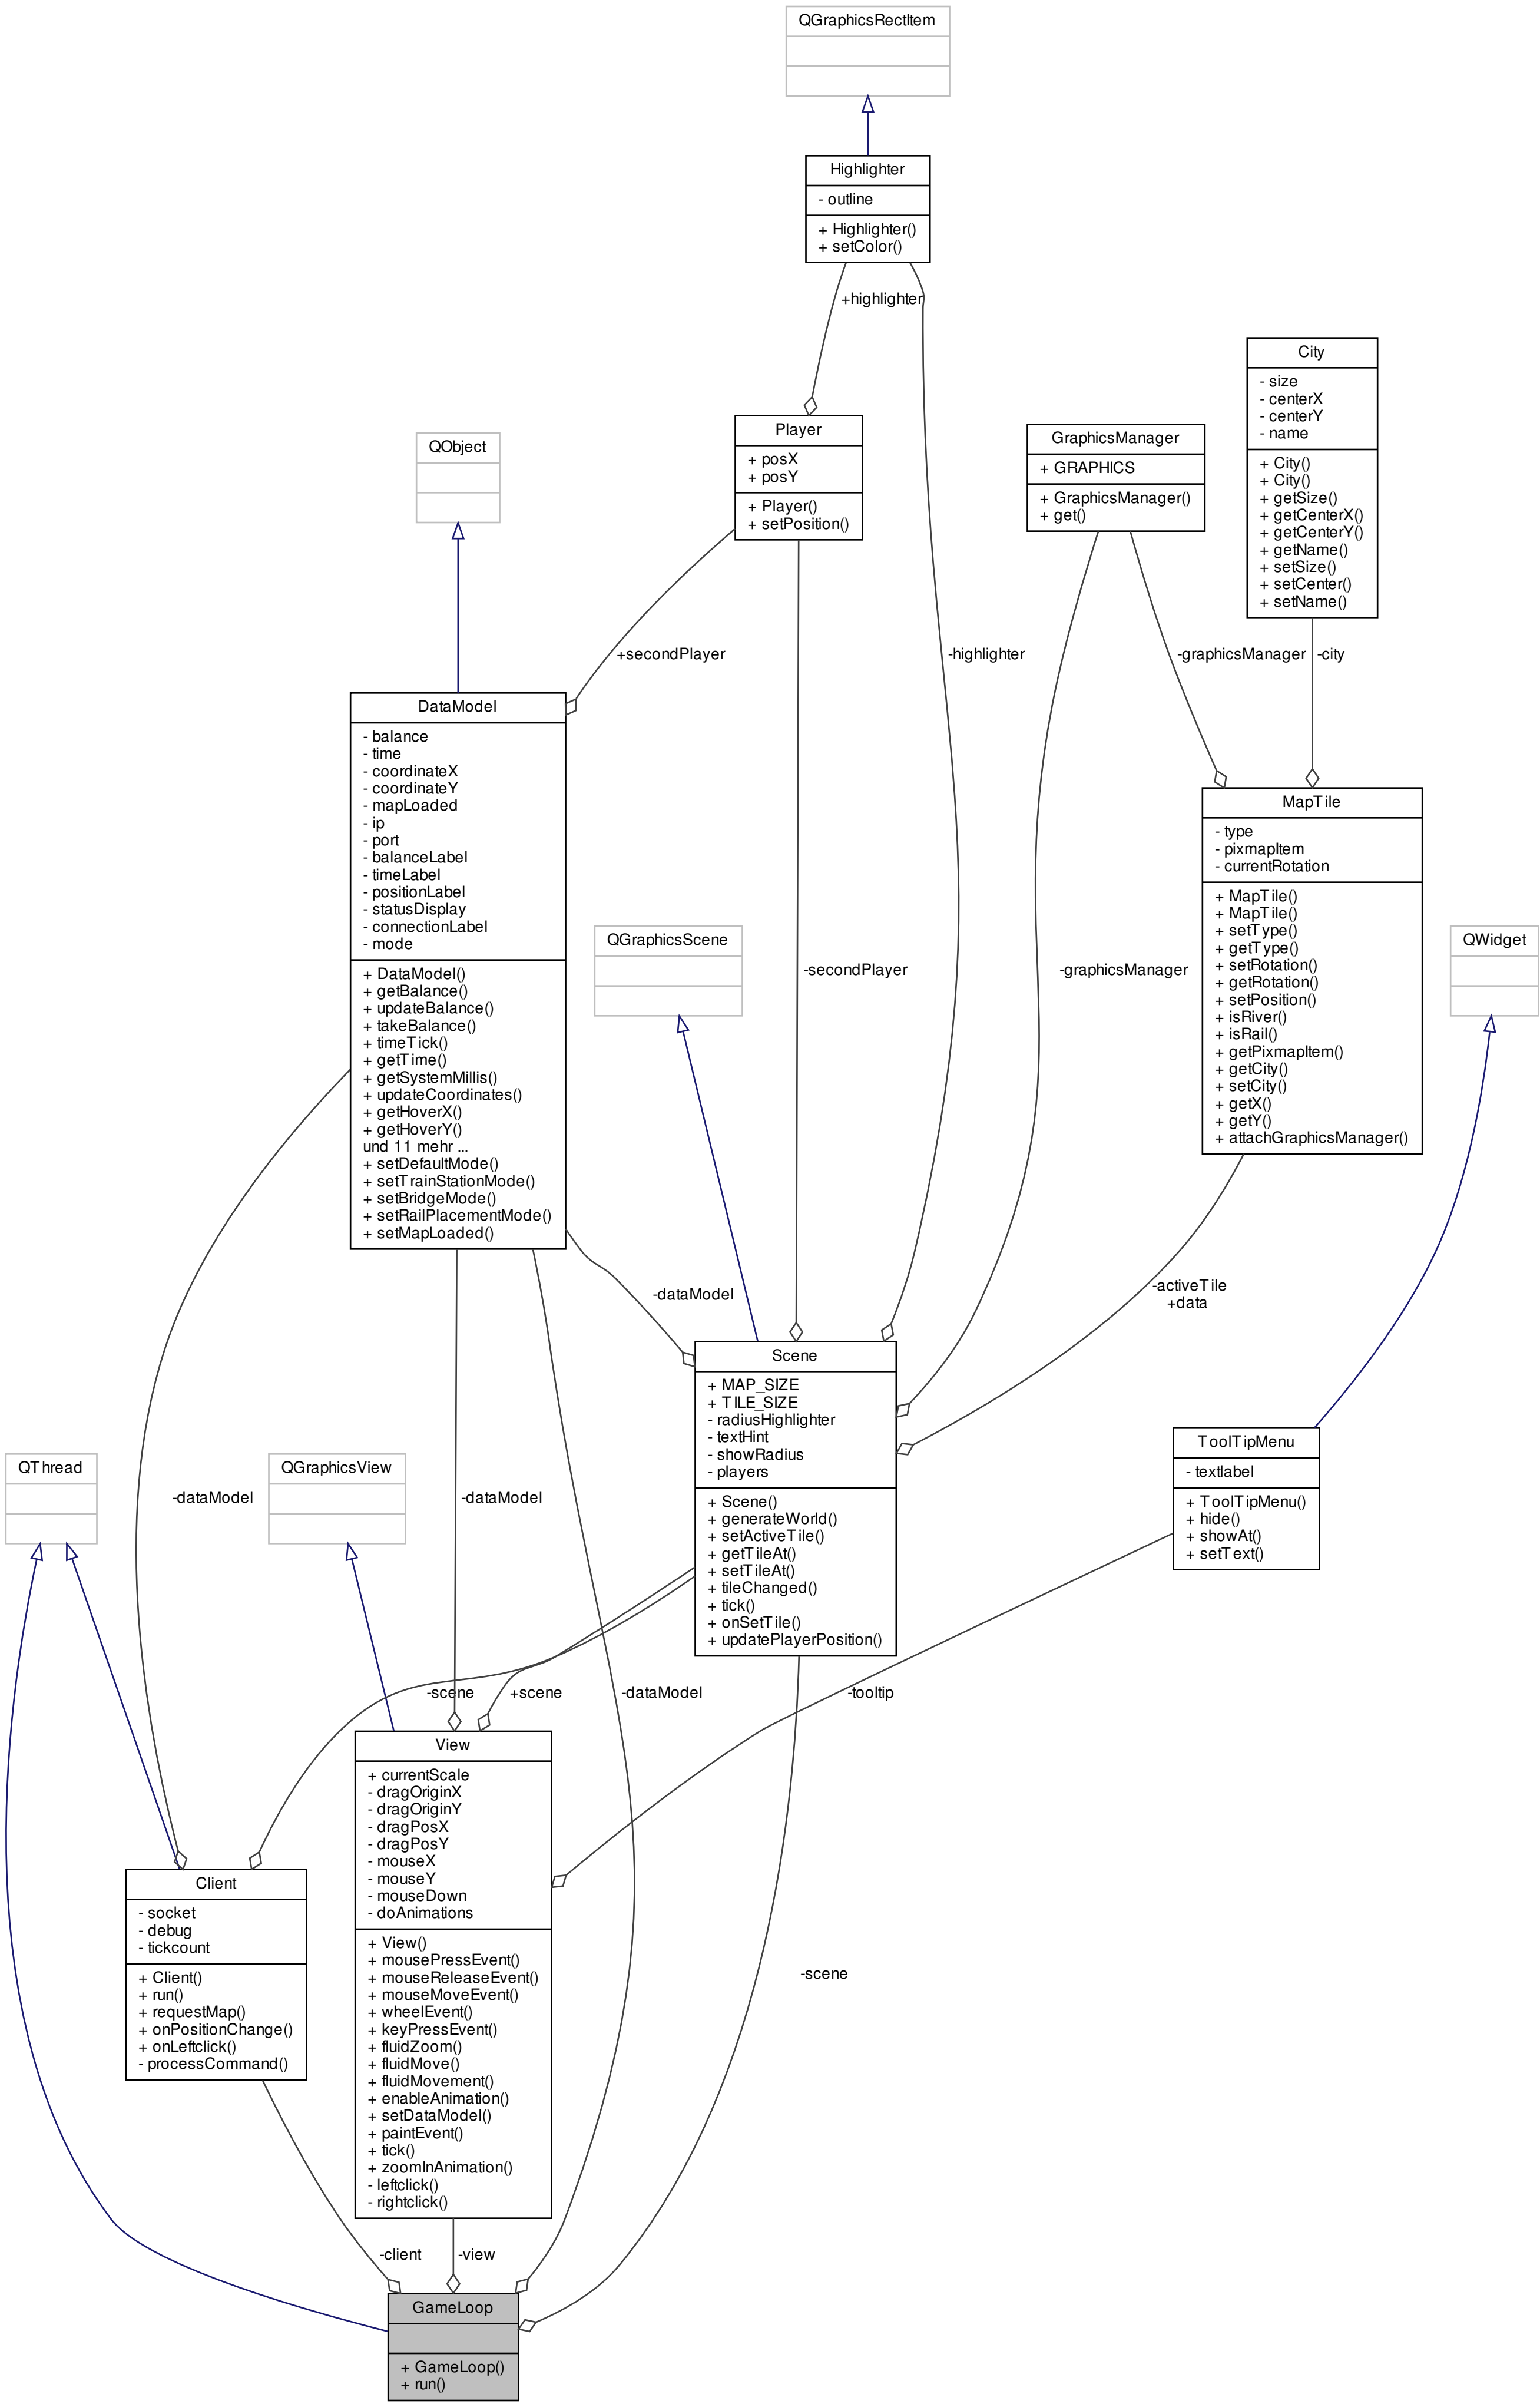 QGraphicsRectItem
Highlighter
- outline
+ Highlighter()
+ setColor()
+highlighter
City
- size
- centerX
- centerY
- name
+ City()
+ City()
+ getSize()
+ getCenterX()
+ getCenterY()
+ getName()
+ setSize()
+ setCenter()
+ setName()
Player
+ posX
+ posY
+ Player()
+ setPosition()
GraphicsManager
+ GRAPHICS
+ GraphicsManager()
+ get()
QObject
+secondPlayer
-highlighter
-graphicsManager
-city
DataModel
- balance
- time
- coordinateX
- coordinateY
- mapLoaded
- ip
- port
- balanceLabel
- timeLabel
- positionLabel
- statusDisplay
- connectionLabel
- mode
+ DataModel()
+ getBalance()
+ updateBalance()
+ takeBalance()
+ timeTick()
+ getTime()
+ getSystemMillis()
+ updateCoordinates()
+ getHoverX()
+ getHoverY()
und 11 mehr ...
+ setDefaultMode()
+ setTrainStationMode()
+ setBridgeMode()
+ setRailPlacementMode()
+ setMapLoaded()
MapTile
- type
- pixmapItem
- currentRotation
+ MapTile()
+ MapTile()
+ setType()
+ getType()
+ setRotation()
+ getRotation()
+ setPosition()
+ isRiver()
+ isRail()
+ getPixmapItem()
+ getCity()
+ setCity()
+ getX()
+ getY()
+ attachGraphicsManager()
QGraphicsScene
-secondPlayer
-graphicsManager
QWidget
-dataModel
-activeTile
+data
Scene
+ MAP_SIZE
+ TILE_SIZE
- radiusHighlighter
- textHint
- showRadius
- players
+ Scene()
+ generateWorld()
+ setActiveTile()
+ getTileAt()
+ setTileAt()
+ tileChanged()
+ tick()
+ onSetTile()
+ updatePlayerPosition()
ToolTipMenu
- textlabel
+ ToolTipMenu()
+ hide()
+ showAt()
+ setText()
QThread
-dataModel
QGraphicsView
-dataModel
-scene
+scene
-dataModel
-tooltip
View
+ currentScale
- dragOriginX
- dragOriginY
- dragPosX
- dragPosY
- mouseX
- mouseY
- mouseDown
- doAnimations
+ View()
+ mousePressEvent()
+ mouseReleaseEvent()
+ mouseMoveEvent()
+ wheelEvent()
+ keyPressEvent()
+ fluidZoom()
+ fluidMove()
+ fluidMovement()
+ enableAnimation()
+ setDataModel()
+ paintEvent()
+ tick()
+ zoomInAnimation()
- leftclick()
- rightclick()
Client
- socket
- debug
- tickcount
+ Client()
+ run()
+ requestMap()
+ onPositionChange()
+ onLeftclick()
- processCommand()
-scene
-client
-view
GameLoop
+ GameLoop()
+ run()